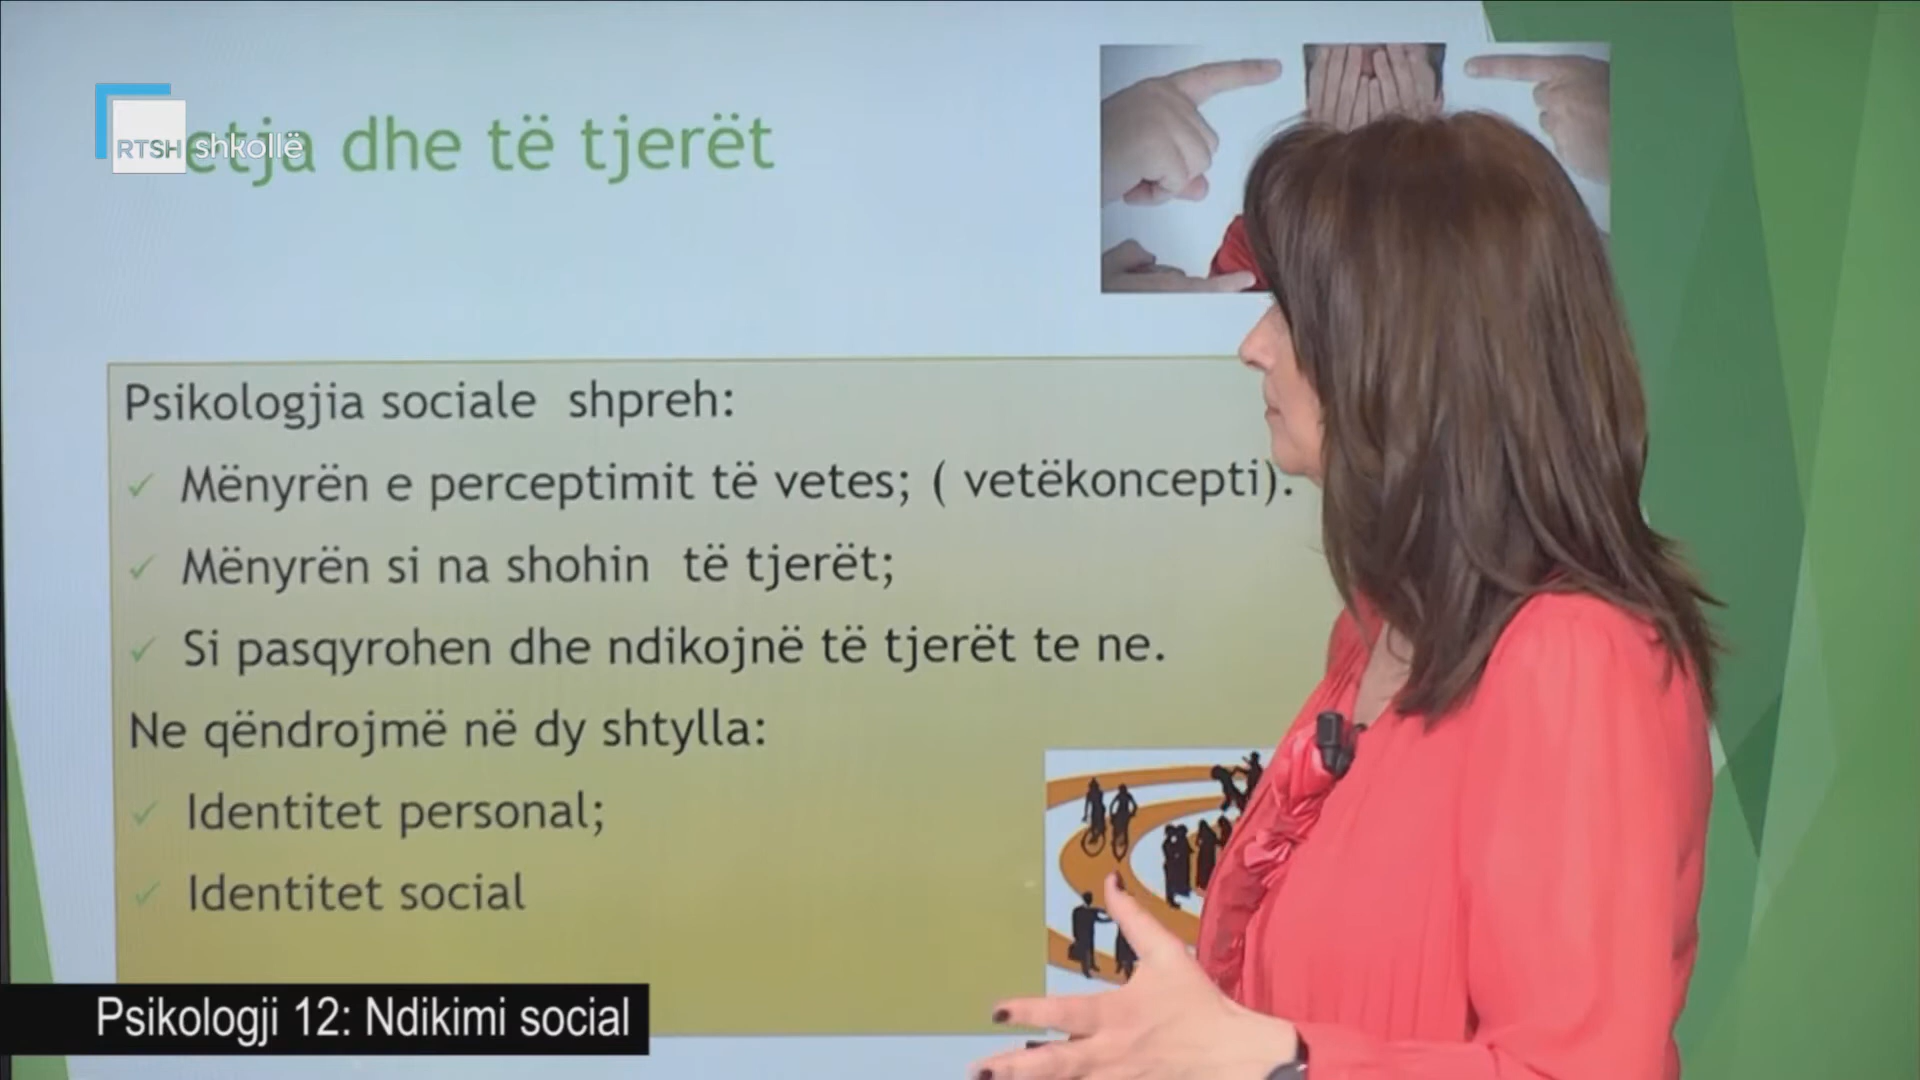 RTSH shkollë
etja dhe të tjerët
Psikologjia sociale shpreh:
Mënyrën e perceptimit të vetes; ( vetëkoncepti).
Mënyrën si na shohin të tjerët;
Si pasqyrohen dhe ndikojnë të tjerët te ne.
Ne qëndrojmë në dy shtylla:
Identitet personal;
Identitet social
Psikologji 12: Ndikimi social